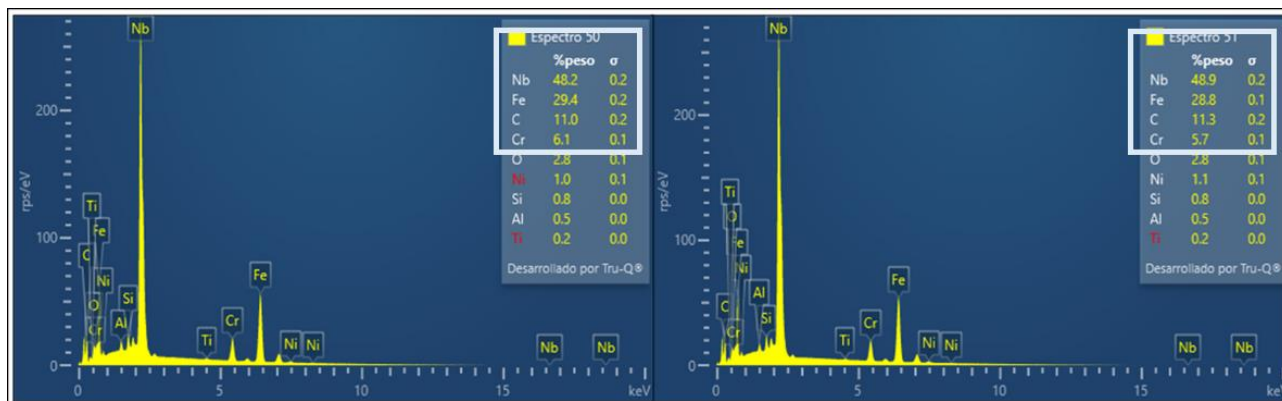 Nb
Espectro 50
%peso σ
Nb 48.2 0.2
Fe 29.4 0.2
C 11.0 0.2
Cr 6.1 0.1
O 2.8 0.1
Ni 1.0 0.1
Si 0.8 0.0
Al 0.5 0.0
Ti 0.2 0.0
Desarrollado por Tru-Q®
rps/eV
200
100
0
Ti
Fe
C
Ni
O
Si
Cr
Al
Ti
Cr
Fe
Ni
Ni
Nb
Nb
0 5 10 15 keV
Nb
Espectro 51
%peso σ
Nb 48.9 0.2
Fe 28.8 0.1
C 11.3 0.2
Cr 5.7 0.1
O 2.8 0.1
Ni 1.1 0.1
Si 0.8 0.0
Al 0.5 0.0
Ti 0.2 0.0
Desarrollado por Tru-Q®
rps/eV
200
100
0
Ti
O
Fe
Ni
C
Al
Si
Cr
Ti
Cr
Fe
Ni
Ni
Nb
Nb
0 5 10 15 ke